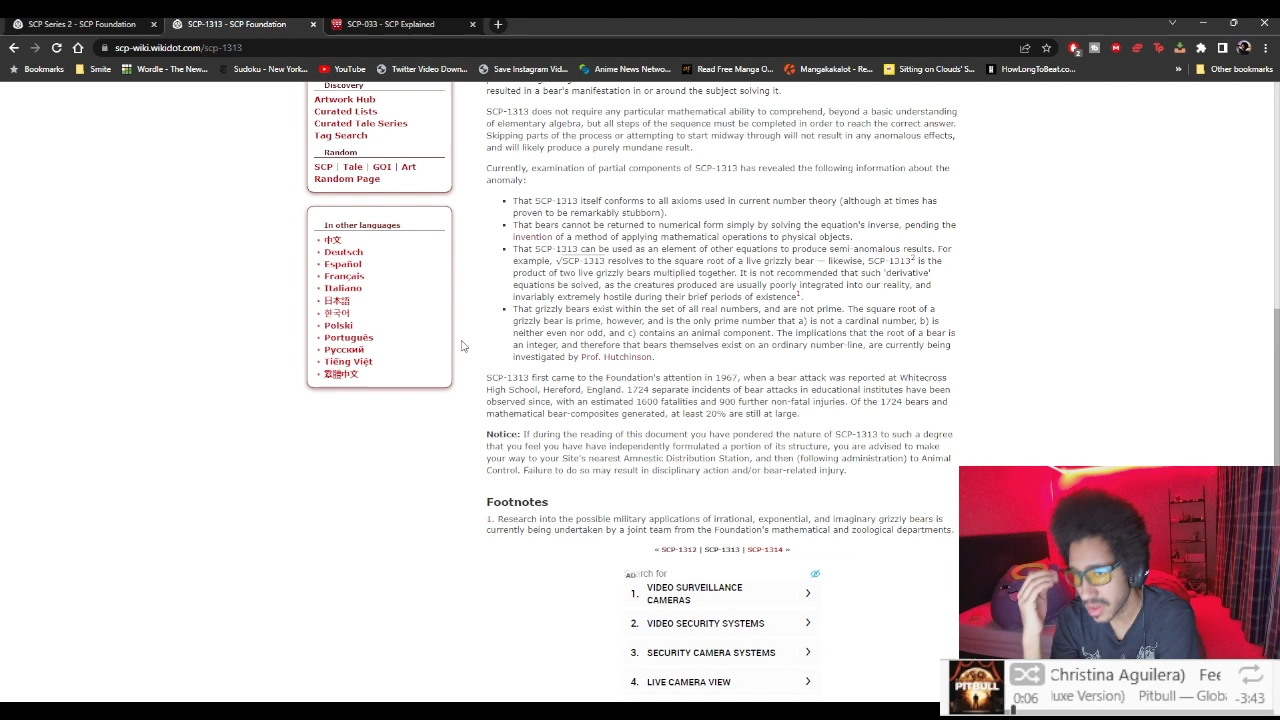 SCP Series 2 - SCP Foundation
SCP-1313 - SCP Foundation
SCP-033 - SCP Explained
scp-wiki.wikidot.com/scp-1313
Bookmarks
Smite
Wordle - The New...
Sudoku - New York...
YouTube
Twitter Video Down...
Save Instagram Vid...
Anime News Networ...
Read Free Manga O...
Mangakakalot - Re...
Sitting on Clouds' S...
HowLongToBeat.co...
Other bookmarks
Discovery
Artwork Hub
Curated Lists
Curated Tale Series
Tag Search
Random
SCP | Tale | GOI | Art
Random Page
In other languages
中文
Deutsch
Español
Français
Italiano
日本語
한국어
Polski
Português
Русский
Tiếng Việt
繁體中文
resulted in a bear's manifestation in or around the subject solving it.
SCP-1313 does not require any particular mathematical ability to comprehend, beyond a basic understanding
of elementary algebra, but all steps of the sequence must be completed in order to reach the correct answer.
Skipping parts of the process or attempting to start midway through will not result in any anomalous effects,
and will likely produce a purely mundane result.
Currently, examination of partial components of SCP-1313 has revealed the following information about the
anomaly:
That SCP-1313 itself conforms to all axioms used in current number theory (although at times has
proven to be remarkably stubborn).
That bears cannot be returned to numerical form simply by solving the equation's inverse, pending the
invention of a method of applying mathematical operations to physical objects.
That SCP-1313 can be used as an element of other equations to produce semi-anomalous results. For
example, √SCP-1313 resolves to the square root of a live grizzly bear — likewise, SCP-1313² is the
product of two live grizzly bears multiplied together. It is not recommended that such 'derivative'
equations be solved, as the creatures produced are usually poorly integrated into our reality, and
invariably extremely hostile during their brief periods of existence¹.
That grizzly bears exist within the set of all real numbers, and are not prime. The square root of a
grizzly bear is prime, however, and is the only prime number that a) is not a cardinal number, b) is
neither even nor odd, and c) contains an animal component. The implications that the root of a bear is
an integer, and therefore that bears themselves exist on an ordinary number-line, are currently being
investigated by Prof. Hutchinson.
SCP-1313 first came to the Foundation's attention in 1967, when a bear attack was reported at Whitecross
High School, Hereford, England. 1724 separate incidents of bear attacks in educational institutes have been
observed since, with an estimated 1600 fatalities and 900 further non-fatal injuries. Of the 1724 bears and
mathematical bear-composites generated, at least 20% are still at large.
Notice: If during the reading of this document you have pondered the nature of SCP-1313 to such a degree
that you feel you have have independently formulated a portion of its structure, you are advised to make
your way to your Site's nearest Amnestic Distribution Station, and then (following administration) to Animal
Control. Failure to do so may result in disciplinary action and/or bear-related injury.
Footnotes
1. Research into the possible military applications of irrational, exponential, and imaginary grizzly bears is
currently being undertaken by a joint team from the Foundation's mathematical and zoological departments.
« SCP-1312 | SCP-1313 | SCP-1314 »
AD
1. VIDEO SURVEILLANCE
CAMERAS
2. VIDEO SECURITY SYSTEMS
3. SECURITY CAMERA SYSTEMS
4. LIVE CAMERA VIEW
PITBULL
Christina Aguilera) Fee
0:06
luxe Version) Pitbull — Globa
-3:43